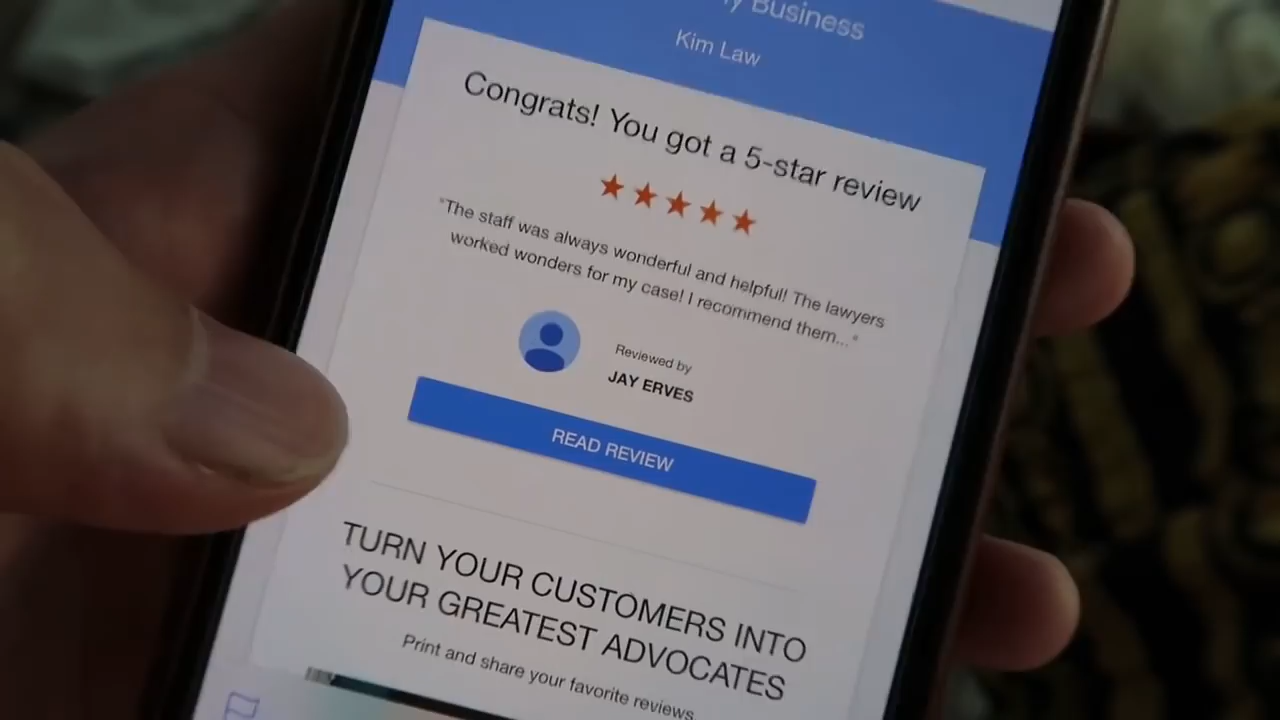 Business
Kim Law
Congrats! You got a 5-star review
"The staff was always wonderful and helpful! The lawyers
worked wonders for my case! I recommend them..."
Reviewed by
JAY ERVES
READ REVIEW
TURN YOUR CUSTOMERS INTO
YOUR GREATEST ADVOCATES
Print and share your favorite reviews